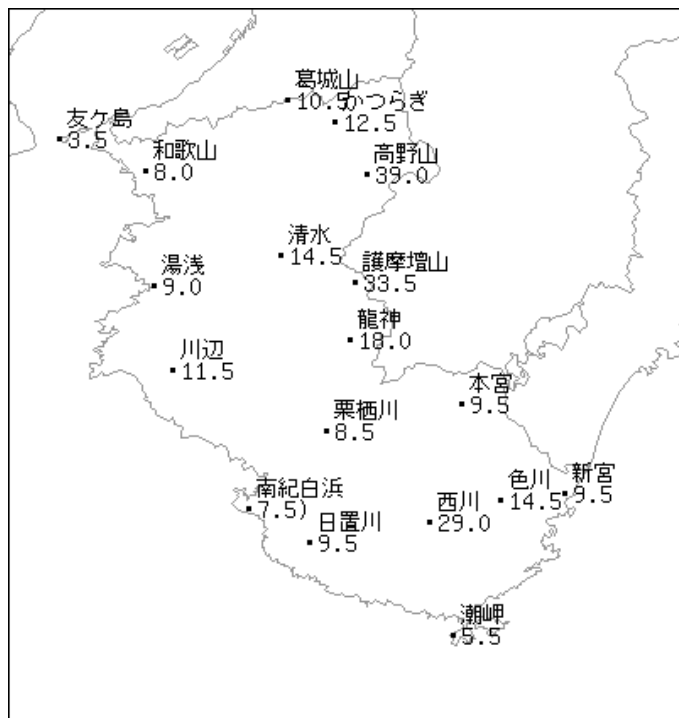 葛城山
10.5
かつらぎ
12.5
友ケ島
3.5
和歌山
8.0
高野山
39.0
清水
14.5
湯浅
9.0
護摩壇山
33.5
龍神
18.0
川辺
11.5
本宮
9.5
栗栖川
8.5
新宮
9.5
色川
14.5
南紀白浜
7.5)
西川
29.0
日置川
9.5
潮岬
5.5